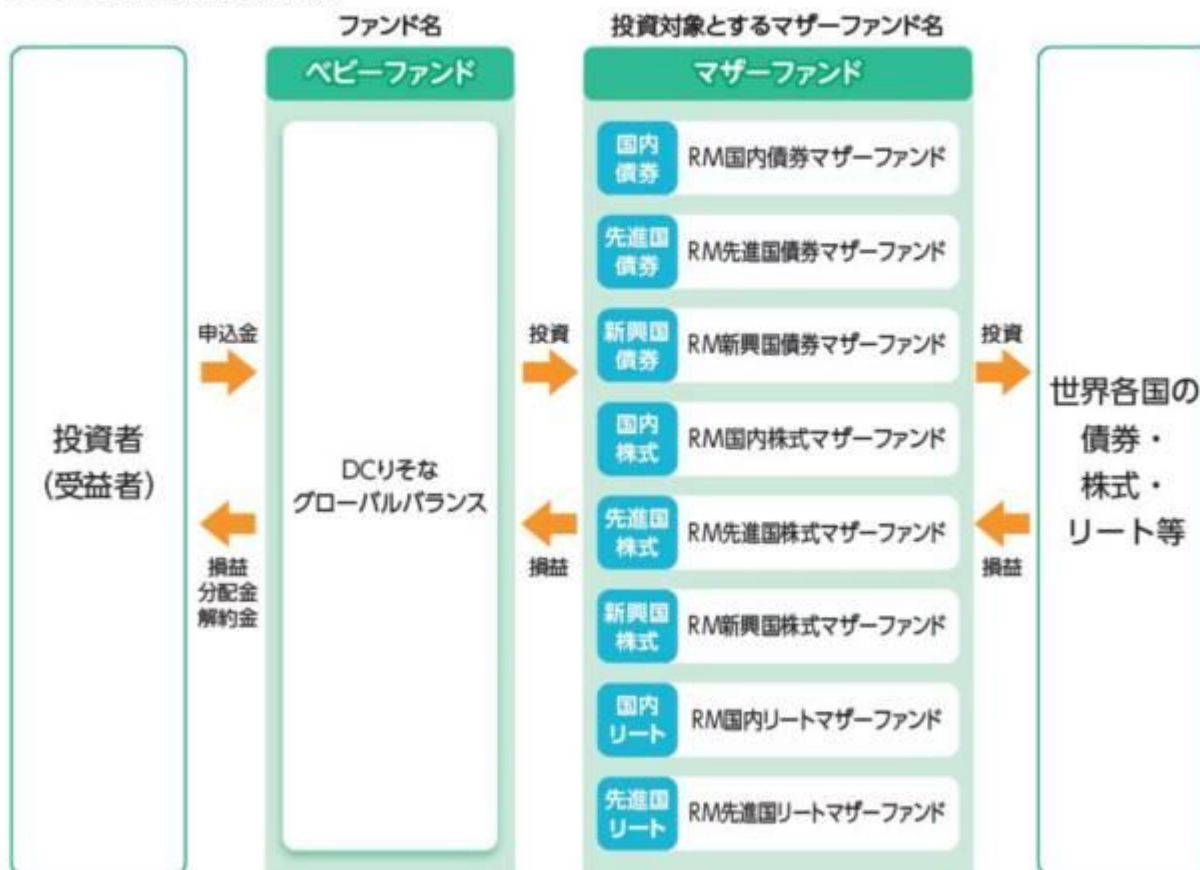 ファンド名
投資対象とするマザーファンド名
ベビーファンド
マザーファンド
投資者
(受益者)
申込金
損益
分配金
解約金
DCりそな
グローバルバランス
投資
損益
国内
債券
RM国内債券マザーファンド
先進国
債券
RM先進国債券マザーファンド
新興国
債券
RM新興国債券マザーファンド
国内
株式
RM国内株式マザーファンド
先進国
株式
RM先進国株式マザーファンド
新興国
株式
RM新興国株式マザーファンド
国内
リート
RM国内リートマザーファンド
先進国
リート
RM先進国リートマザーファンド
投資
損益
世界各国の
債券・
株式・
リート等